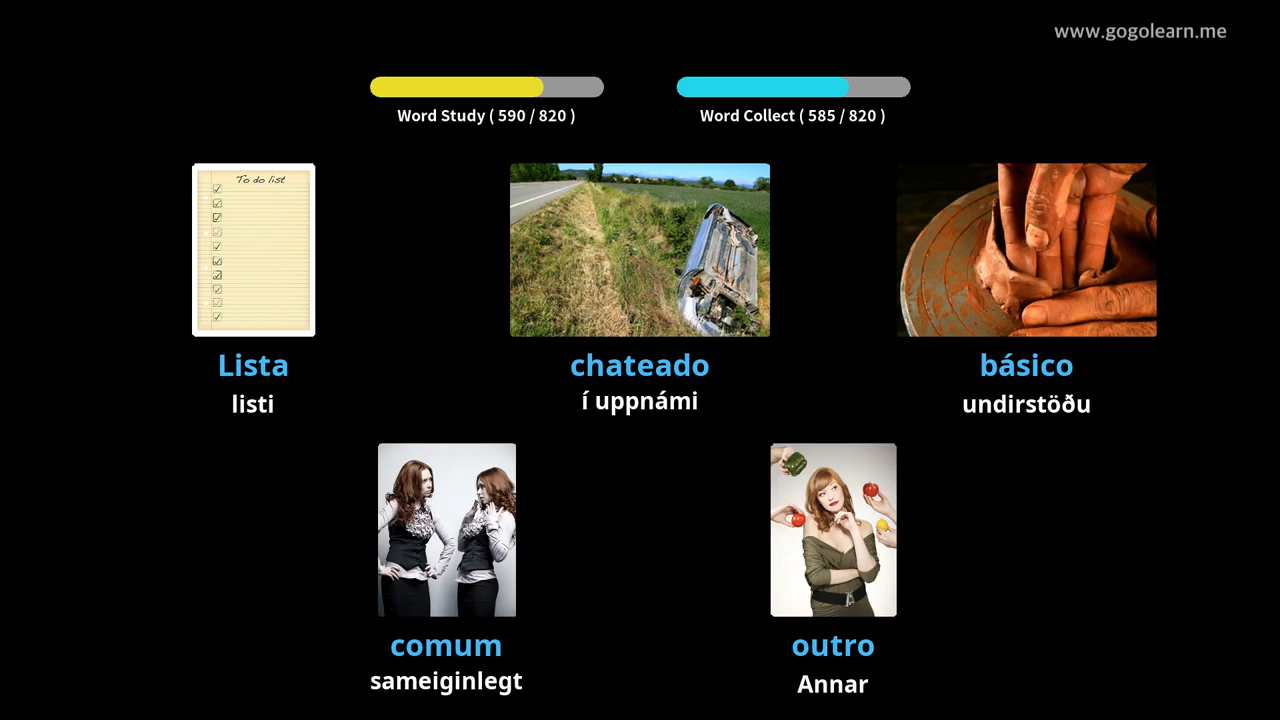 www.gogolearn.me
Word Study ( 590 / 820 )
Word Collect ( 585 / 820 )
To do list
Lista
listi
chateado
í uppnámi
básico
undirstöðu
comum
sameiginlegt
outro
Annar